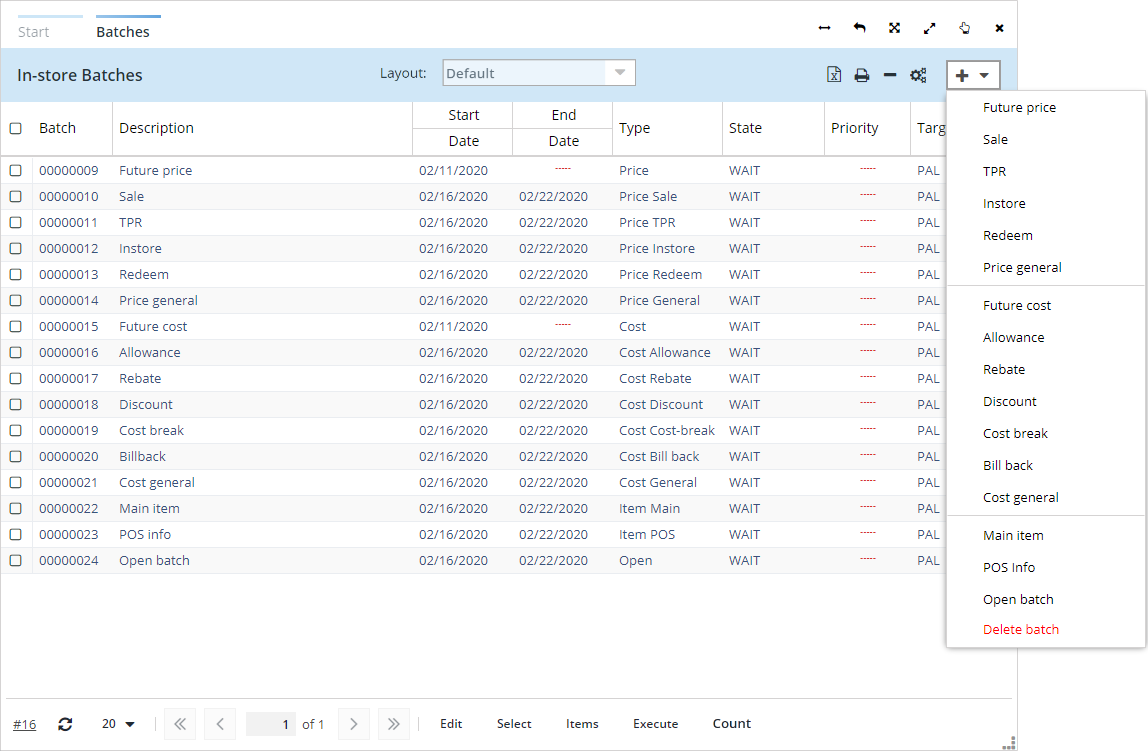 Start Batches
In-store Batches Layout: Default
Batch Description Start Date End Date Type State Priority Targ
00000009 Future price 02/11/2020 ----- Price WAIT ----- PAL
00000010 Sale 02/16/2020 02/22/2020 Price Sale WAIT ----- PAL
00000011 TPR 02/16/2020 02/22/2020 Price TPR WAIT ----- PAL
00000012 Instore 02/16/2020 02/22/2020 Price Instore WAIT ----- PAL
00000013 Redeem 02/16/2020 02/22/2020 Price Redeem WAIT ----- PAL
00000014 Price general 02/16/2020 02/22/2020 Price General WAIT ----- PAL
00000015 Future cost 02/11/2020 ----- Cost WAIT ----- PAL
00000016 Allowance 02/16/2020 02/22/2020 Cost Allowance WAIT ----- PAL
00000017 Rebate 02/16/2020 02/22/2020 Cost Rebate WAIT ----- PAL
00000018 Discount 02/16/2020 02/22/2020 Cost Discount WAIT ----- PAL
00000019 Cost break 02/16/2020 02/22/2020 Cost Cost-break WAIT ----- PAL
00000020 Billback 02/16/2020 02/22/2020 Cost Bill back WAIT ----- PAL
00000021 Cost general 02/16/2020 02/22/2020 Cost General WAIT ----- PAL
00000022 Main item 02/16/2020 02/22/2020 Item Main WAIT ----- PAL
00000023 POS info 02/16/2020 02/22/2020 Item POS WAIT ----- PAL
00000024 Open batch 02/16/2020 02/22/2020 Open WAIT ----- PAL
Future price
Sale
TPR
Instore
Redeem
Price general
Future cost
Allowance
Rebate
Discount
Cost break
Bill back
Cost general
Main item
POS Info
Open batch
Delete batch
#16 20 1 of 1 Edit Select Items Execute Count